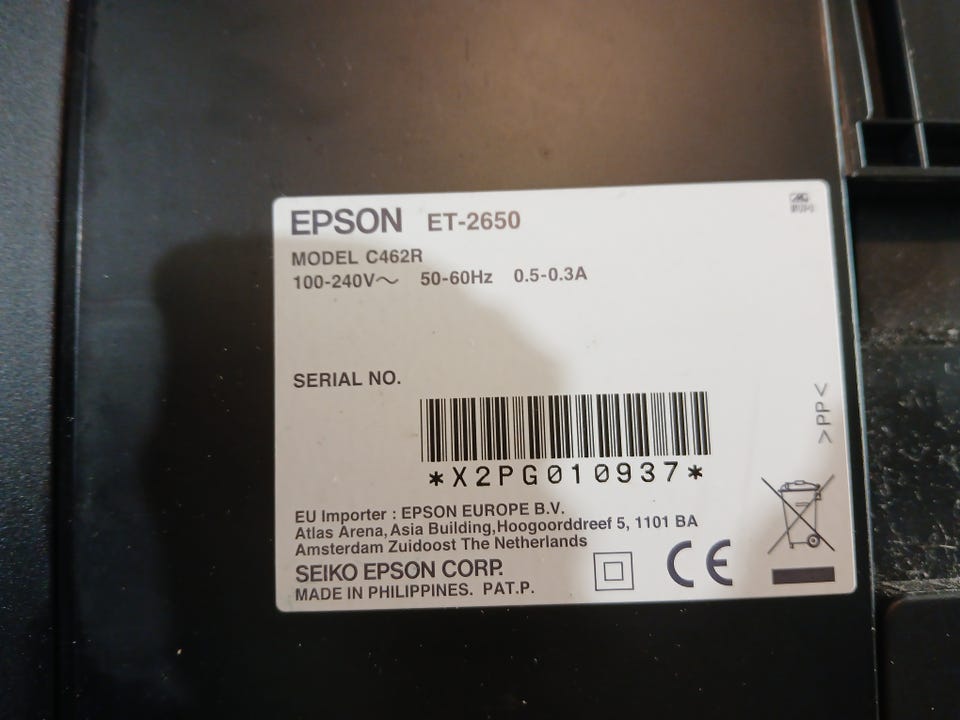 EPSON ET-2650
MODEL C462R
100-240V～ 50-60Hz 0.5-0.3A
SERIAL NO.
*X2PG010937*
>PP<
EU Importer : EPSON EUROPE B.V.
Atlas Arena, Asia Building,Hoogoorddreef 5, 1101 BA
Amsterdam Zuidoost The Netherlands
SEIKO EPSON CORP.
MADE IN PHILIPPINES. PAT.P.
CE